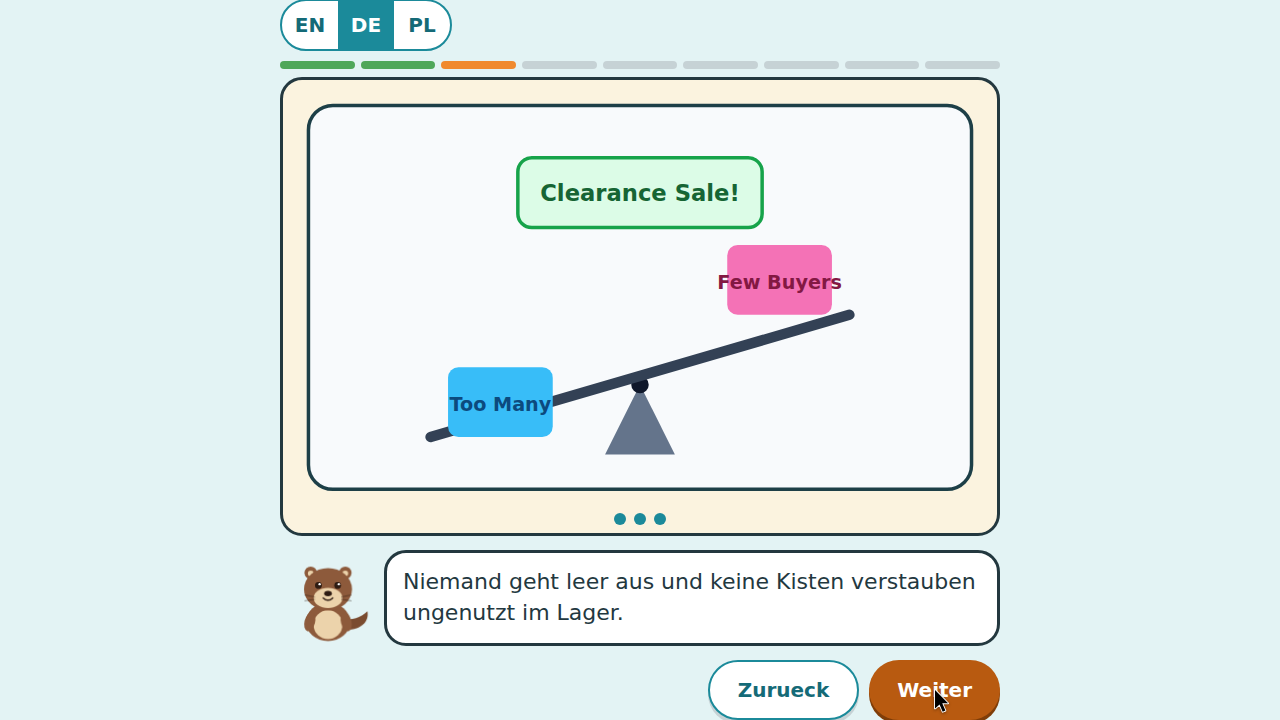 EN DE PL
Clearance Sale!
Few Buyers
Too Many
Niemand geht leer aus und keine Kisten verstauben
ungenutzt im Lager.
Zurueck Weiter